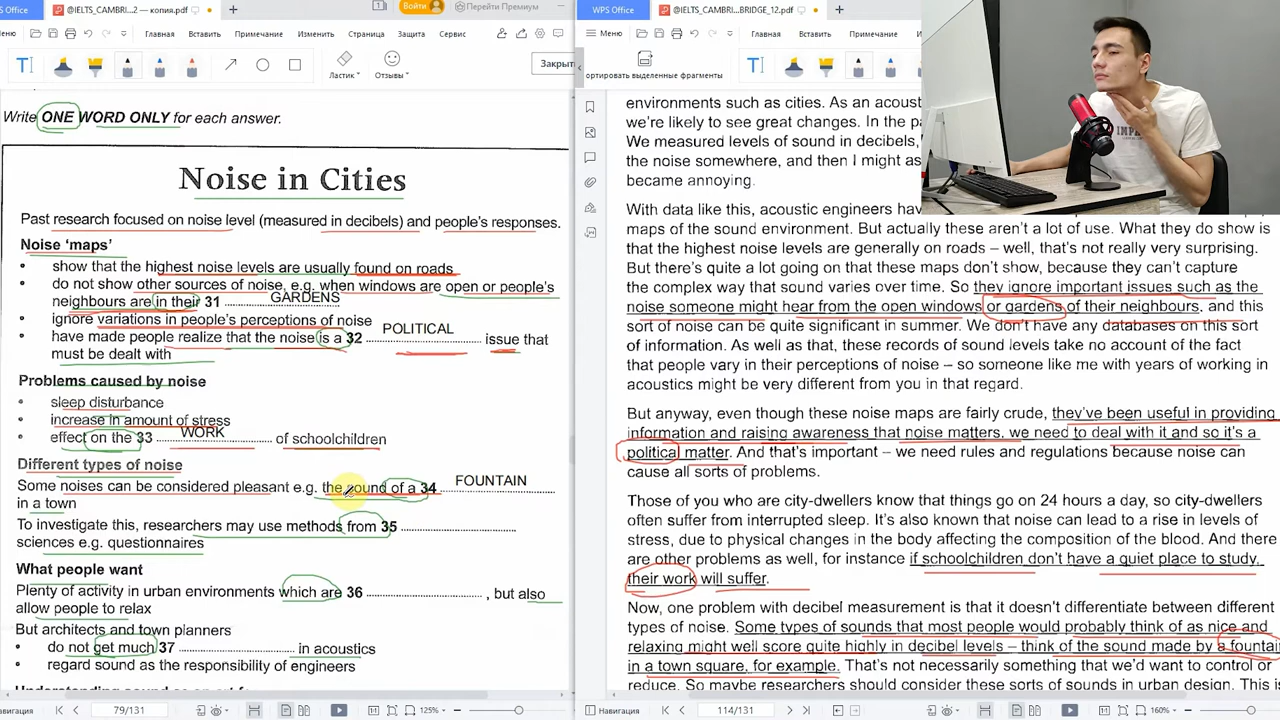 PS Office
@IELTS_CAMBRI...2 — копия.pdf
1
Войти
Перейти Премиум
WPS Office
@IELTS_CAMB...BRIDGE_12.pdf
Главная
Вставить
Примечание
Изменить
Страница
Защита
Сервис
Меню
Главная
Вставить
Примечание
Ластик
Отзывы
Закрыт
ортировать выделенные фрагменты
Write ONE WORD ONLY for each answer.
Noise in Cities
Past research focused on noise level (measured in decibels) and people's responses.
Noise 'maps'
• show that the highest noise levels are usually found on roads
• do not show other sources of noise, e.g. when windows are open or people's
neighbours are in their 31 GARDENS
• ignore variations in people's perceptions of noise
• have made people realize that the noise is a 32 POLITICAL issue that
must be dealt with
Problems caused by noise
• sleep disturbance
• increase in amount of stress
• effect on the 33 WORK of schoolchildren
Different types of noise
Some noises can be considered pleasant e.g. the sound of a 34 FOUNTAIN
in a town
To investigate this, researchers may use methods from 35
sciences e.g. questionnaires
What people want
Plenty of activity in urban environments which are 36 , but also
allow people to relax
But architects and town planners
• do not get much 37 in acoustics
• regard sound as the responsibility of engineers
environments such as cities. As an acoust
we're likely to see great changes. In the pa
We measured levels of sound in decibels,
the noise somewhere, and then I might as
became annoying.
With data like this, acoustic engineers hav
maps of the sound environment. But actually these aren't a lot of use. What they do show is
that the highest noise levels are generally on roads – well, that's not really very surprising.
But there's quite a lot going on that these maps don't show, because they can't capture
the complex way that sound varies over time. So they ignore important issues such as the
noise someone might hear from the open windows or gardens of their neighbours, and this
sort of noise can be quite significant in summer. We don't have any databases on this sort
of information. As well as that, these records of sound levels take no account of the fact
that people vary in their perceptions of noise – so someone like me with years of working in
acoustics might be very different from you in that regard.
But anyway, even though these noise maps are fairly crude, they've been useful in providing
information and raising awareness that noise matters, we need to deal with it and so it's a
political matter. And that's important – we need rules and regulations because noise can
cause all sorts of problems.
Those of you who are city-dwellers know that things go on 24 hours a day, so city-dwellers
often suffer from interrupted sleep. It's also known that noise can lead to a rise in levels of
stress, due to physical changes in the body affecting the composition of the blood. And there
are other problems as well, for instance if schoolchildren don't have a quiet place to study,
their work will suffer.
Now, one problem with decibel measurement is that it doesn't differentiate between different
types of noise. Some types of sounds that most people would probably think of as nice and
relaxing might well score quite highly in decibel levels – think of the sound made by a fountain
in a town square, for example. That's not necessarily something that we'd want to control or
reduce. So maybe researchers should consider these sorts of sounds in urban design. This is
авигация
79/131
125%
Навигация
114/131
160%